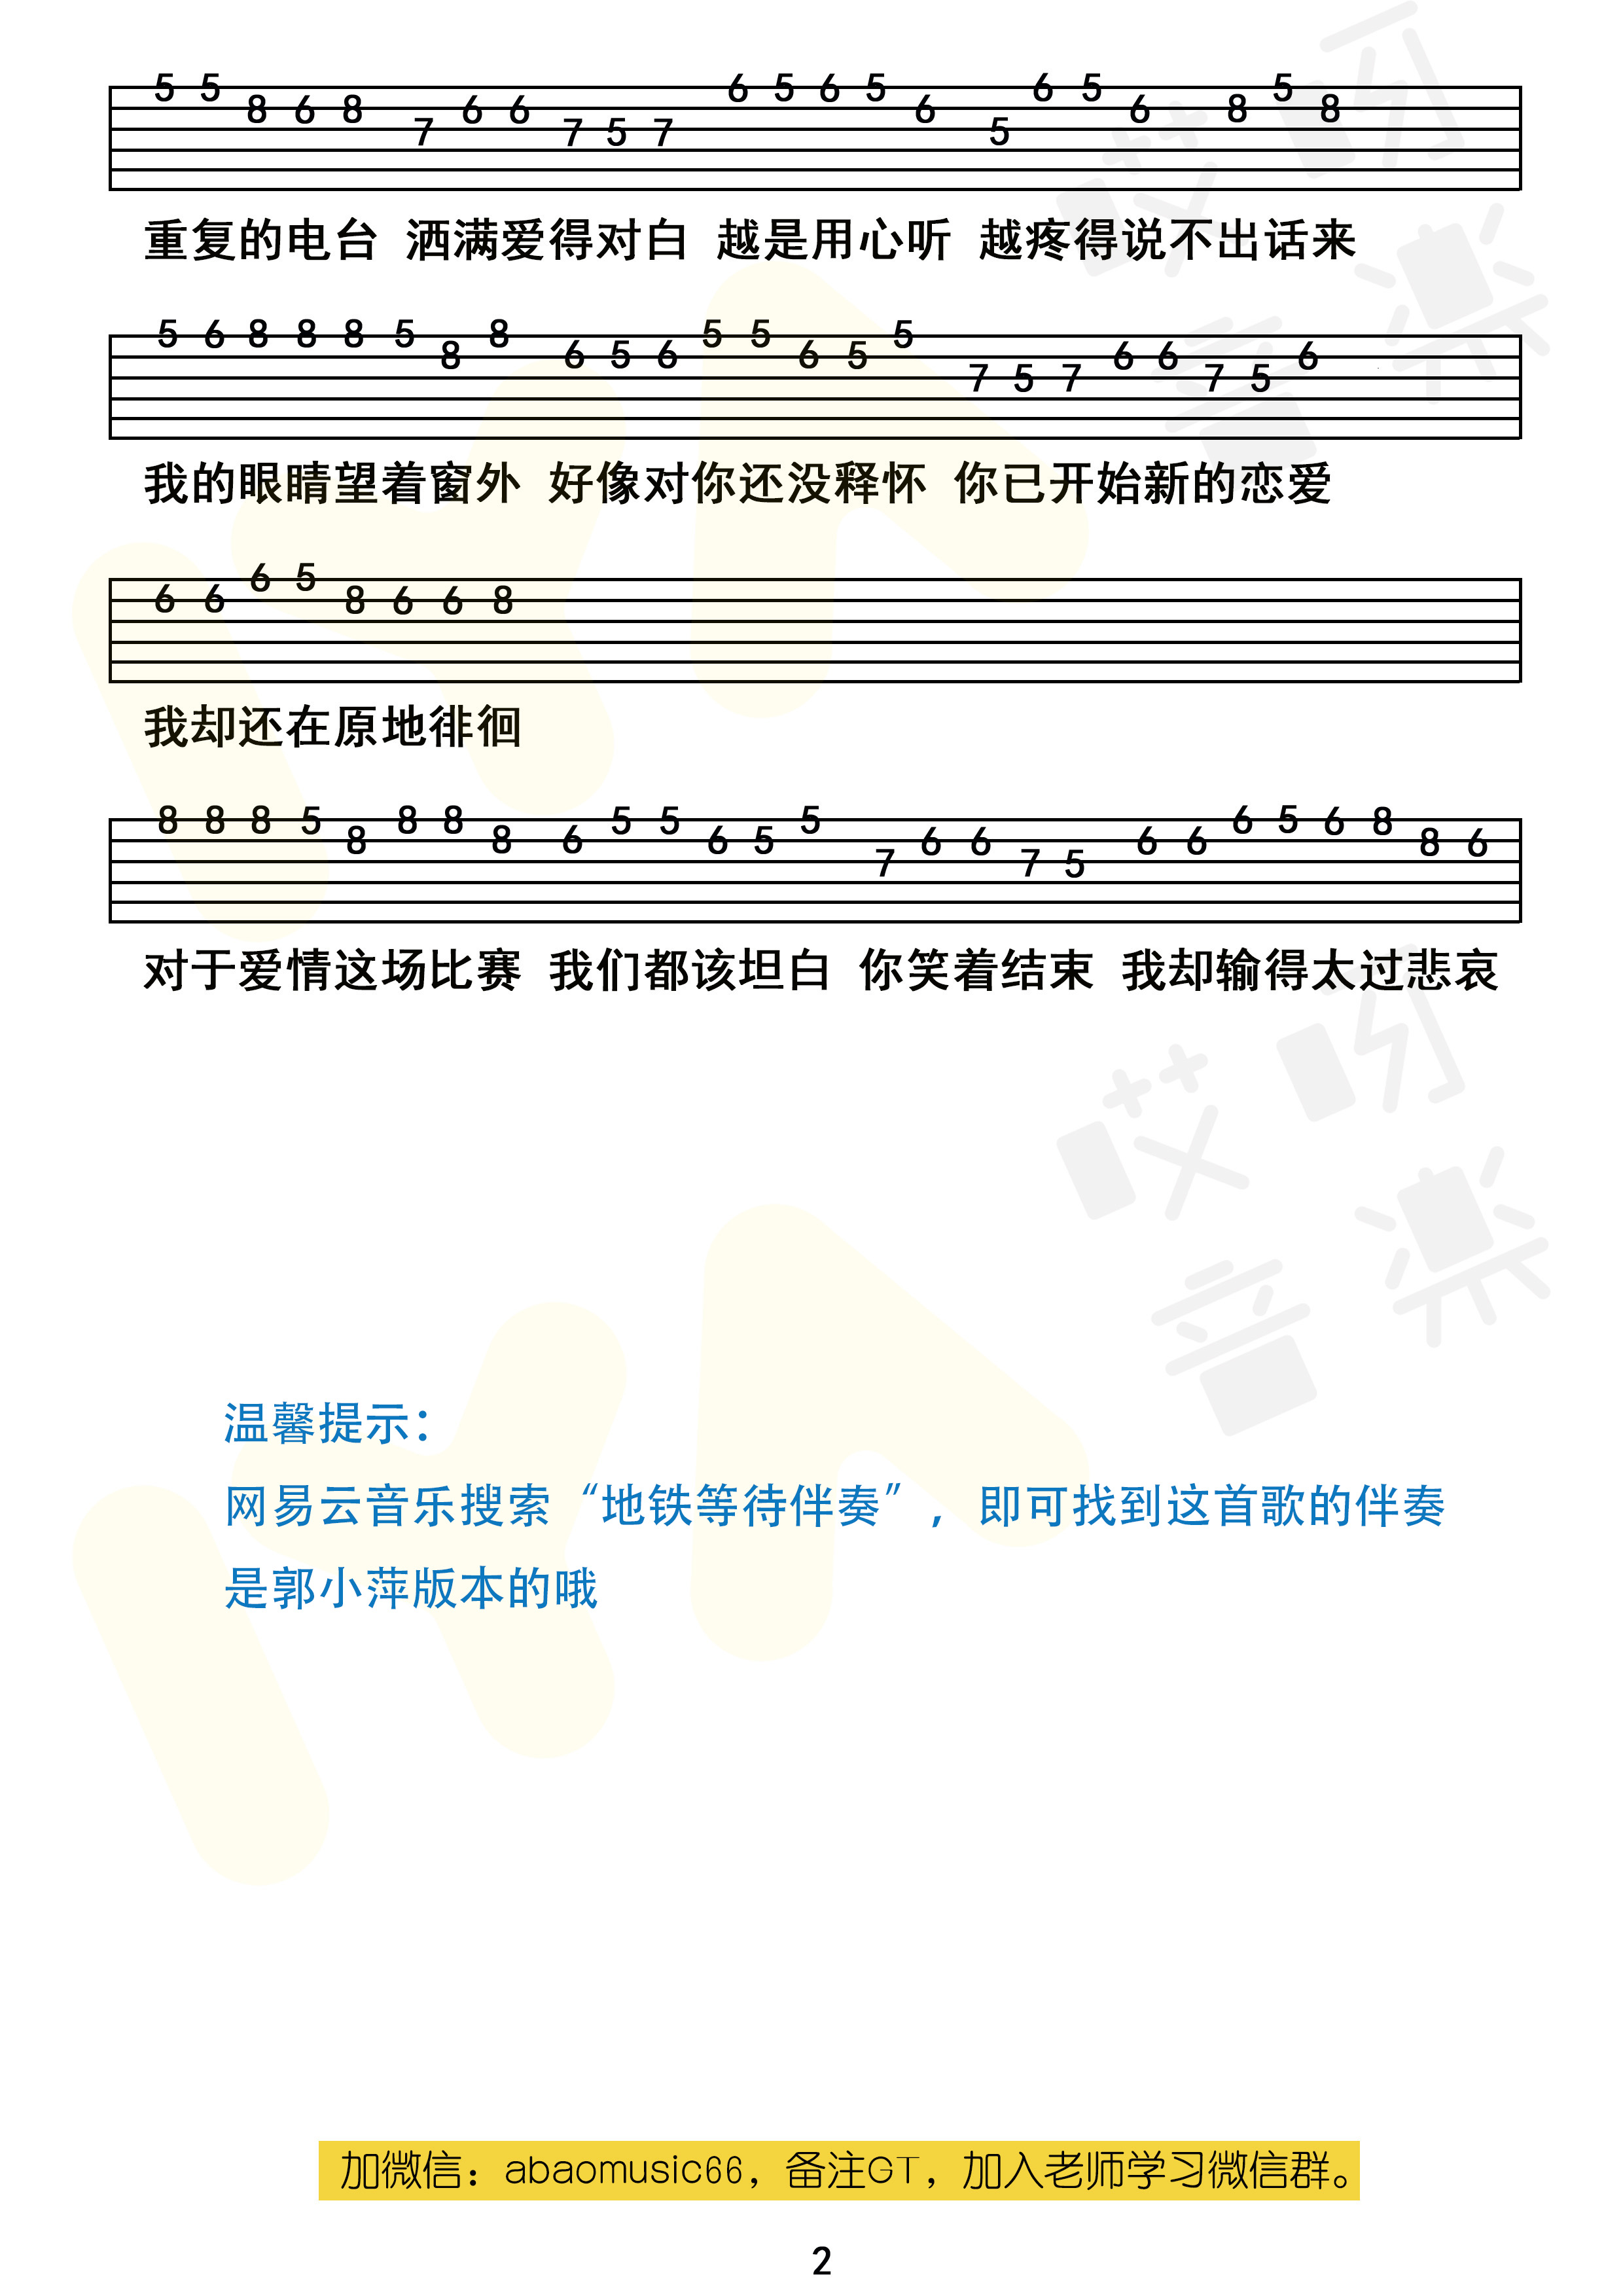 5 5 8 6 8 7 6 6 7 5 7 6 5 6 5 6 5 6 5 6 8 5 8
重复的电台 洒满爱得对白 越是用心听 越疼得说不出话来
5 6 8 8 8 5 8 8 6 5 6 5 5 6 5 5 7 5 7 6 6 7 5 6
我的眼睛望着窗外 好像对你还没释怀 你已开始新的恋爱
6 6 6 5 8 6 6 8
我却还在原地徘徊
8 8 8 5 8 8 8 8 6 5 5 6 5 5 7 6 6 7 5 6 6 6 5 6 8 8 6
对于爱情这场比赛 我们都该坦白 你笑着结束 我却输得太过悲哀
哎呀音樂
哎呀音樂
温馨提示：
网易云音乐搜索“地铁等待伴奏”，即可找到这首歌的伴奏
是郭小萍版本的哦
加微信：abaomusic66，备注GT，加入老师学习微信群。
2